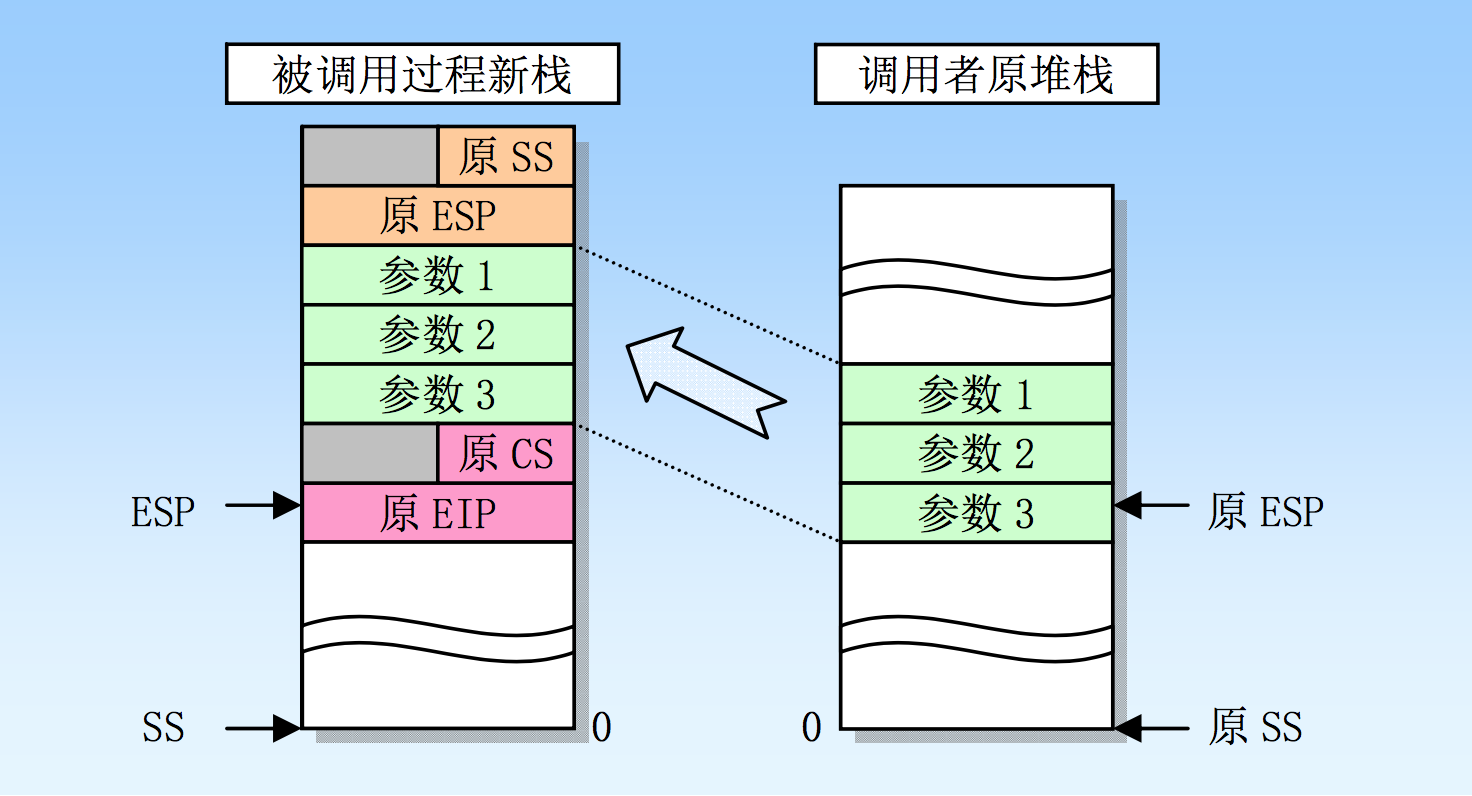 被调用过程新栈
调用者原堆栈
原 SS
原 ESP
参数 1
参数 2
参数 3
原 CS
原 EIP
ESP
SS
0
参数 1
参数 2
参数 3
原 ESP
0
原 SS